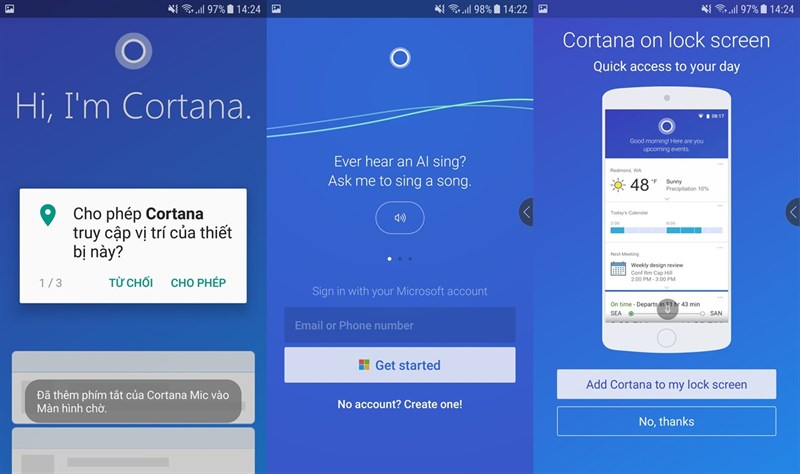 97% 14:24
Hi, I'm Cortana.
Cho phép Cortana
truy cập vị trí của thiết
bị này?
1 / 3
TỪ CHỐI
CHO PHÉP
Đã thêm phím tắt của Cortana Mic vào
Màn hình chờ.
98% 14:22
Ever hear an AI sing?
Ask me to sing a song.
Sign in with your Microsoft account
Email or Phone number
Get started
No account? Create one!
97% 14:24
Cortana on lock screen
Quick access to your day
08:17
Good morning! Here are you
upcoming events.
Redmond, WA
48 °F
Sunny
Precipitation 10%
Today's Calendar
Next Meeting
Weekly design review
Conf Rm Cap Hill
2:00 PM - 3:00 PM
On time - Departs in 1 hr 43 min
SEA
SAN
Add Cortana to my lock screen
No, thanks